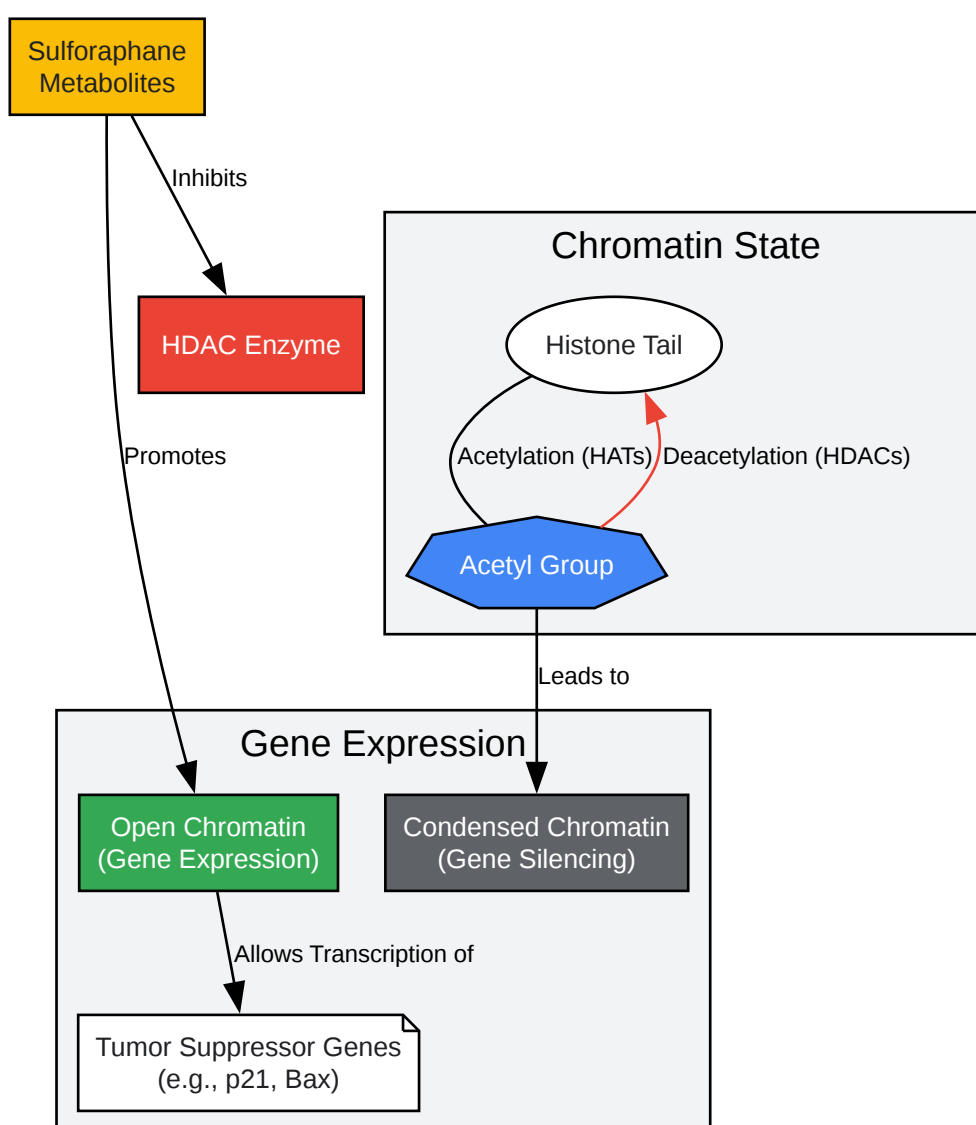 Sulforaphane
Metabolites
Inhibits
Chromatin State
HDAC Enzyme
Histone Tail
Promotes
Acetylation (HATs)
Deacetylation (HDACs)
Acetyl Group
Leads to
Gene Expression
Open Chromatin
(Gene Expression)
Condensed Chromatin
(Gene Silencing)
Allows Transcription of
Tumor Suppressor Genes
(e.g., p21, Bax)